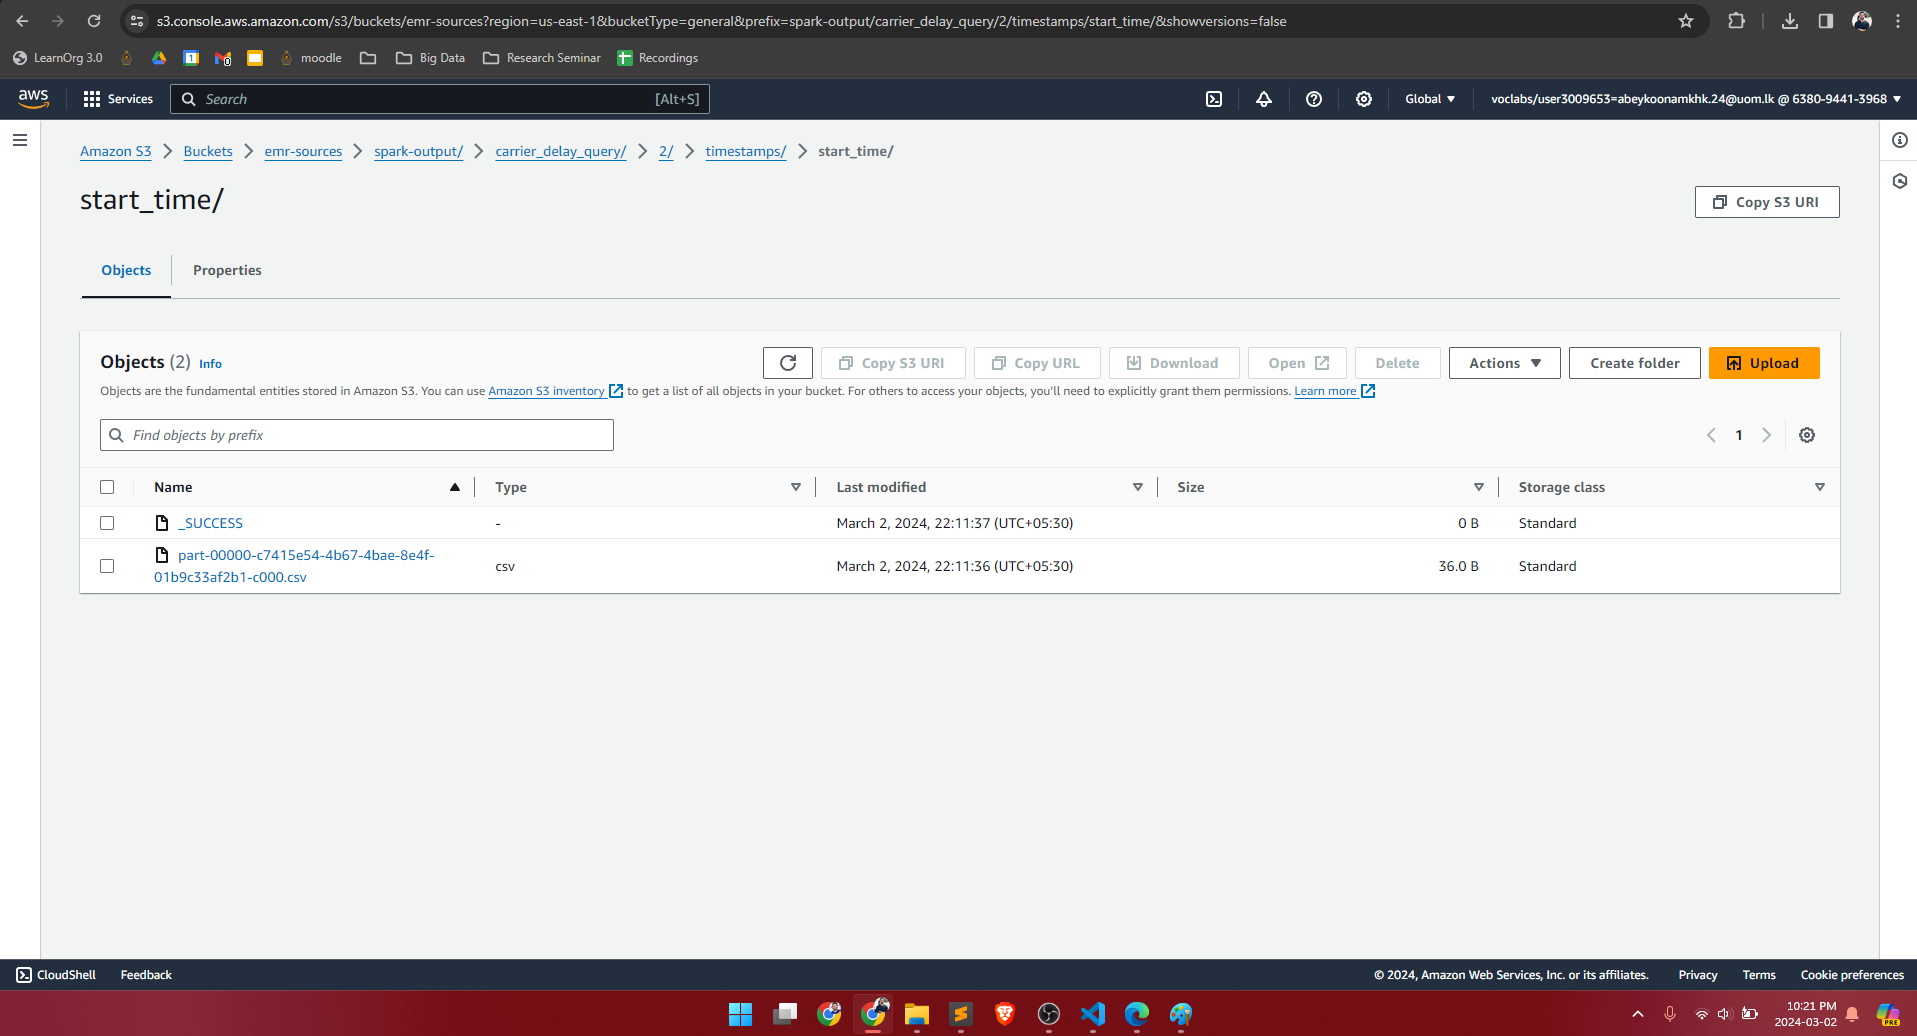 s3.console.aws.amazon.com/s3/buckets/emr-sources?region=us-east-1&bucketType=general&prefix=spark-output/carrier_delay_query/2/timestamps/start_time/&showversions=false
LearnOrg 3.0 1 0 moodle Big Data Research Seminar Recordings
aws Services Search [Alt+S] Global voclabs/user3009653=abeykoonamkhk.24@uom.lk @ 6380-9441-3968
Amazon S3 Buckets emr-sources spark-output/ carrier_delay_query/ 2/ timestamps/ start_time/
start_time/
Copy S3 URI
Objects Properties
Objects (2) Info Copy S3 URI Copy URL Download Open Delete Actions Create folder Upload
Objects are the fundamental entities stored in Amazon S3. You can use Amazon S3 inventory to get a list of all objects in your bucket. For others to access your objects, you’ll need to explicitly grant them permissions. Learn more
Find objects by prefix 1
Name Type Last modified Size Storage class
_SUCCESS - March 2, 2024, 22:11:37 (UTC+05:30) 0 B Standard
part-00000-c7415e54-4b67-4bae-8e4f-
01b9c33af2b1-c000.csv csv March 2, 2024, 22:11:36 (UTC+05:30) 36.0 B Standard
CloudShell Feedback © 2024, Amazon Web Services, Inc. or its affiliates. Privacy Terms Cookie preferences
10:21 PM
2024-03-02
PRE